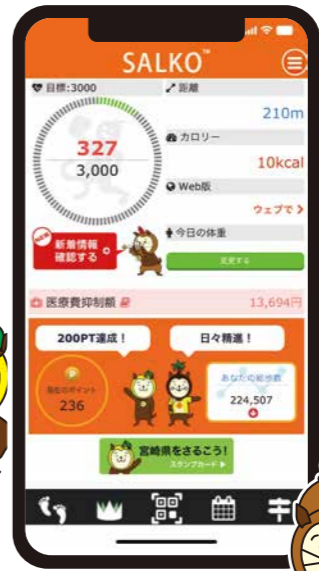 SALKO™
目標:3000
距離
210m
327
3,000
カロリー
10kcal
Web版
ウェブで
今日の体重
変更する
NEW
新着情報
確認する
医療費抑制額
13,694円
200PT達成！
日々精進！
現在のポイント
236
あなたの総歩数
224,507
宮崎県をさるこう!
スタンプカード